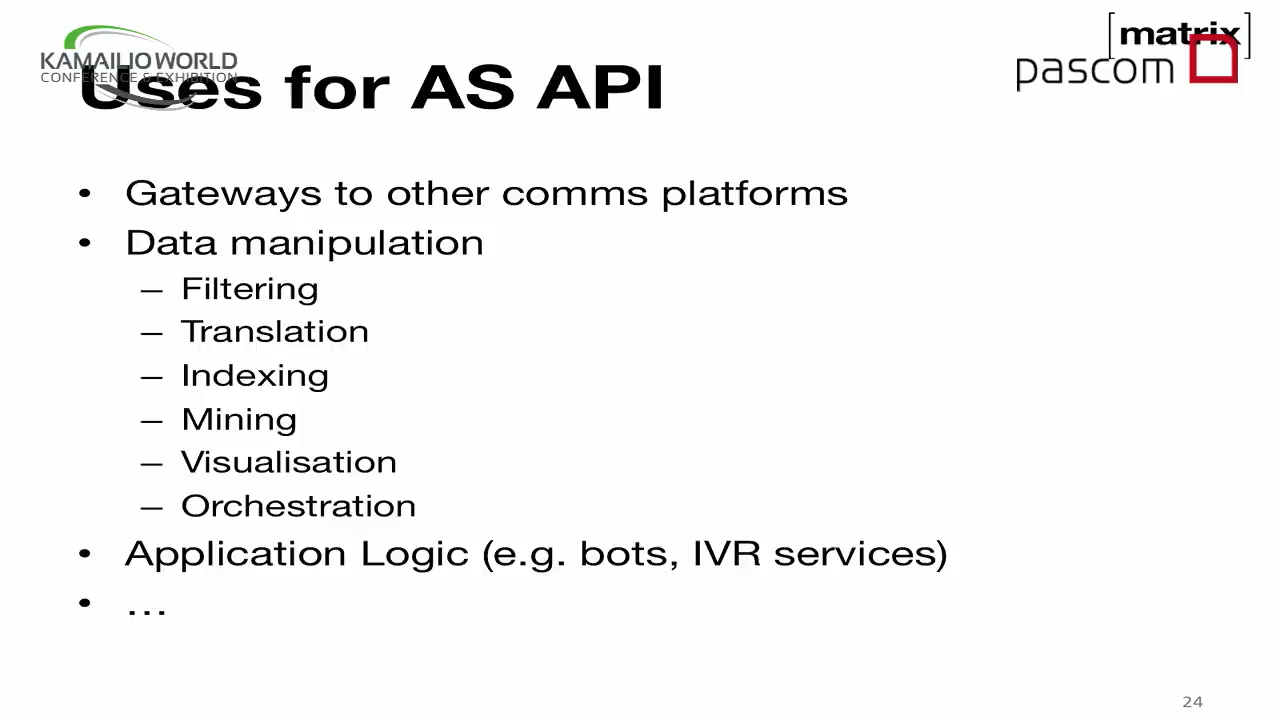 KAMAILIO WORLD
CONFERENCE & EXHIBITION
[matrix]
pascom
Uses for AS API
• Gateways to other comms platforms
• Data manipulation
– Filtering
– Translation
– Indexing
– Mining
– Visualisation
– Orchestration
• Application Logic (e.g. bots, IVR services)
• …
24